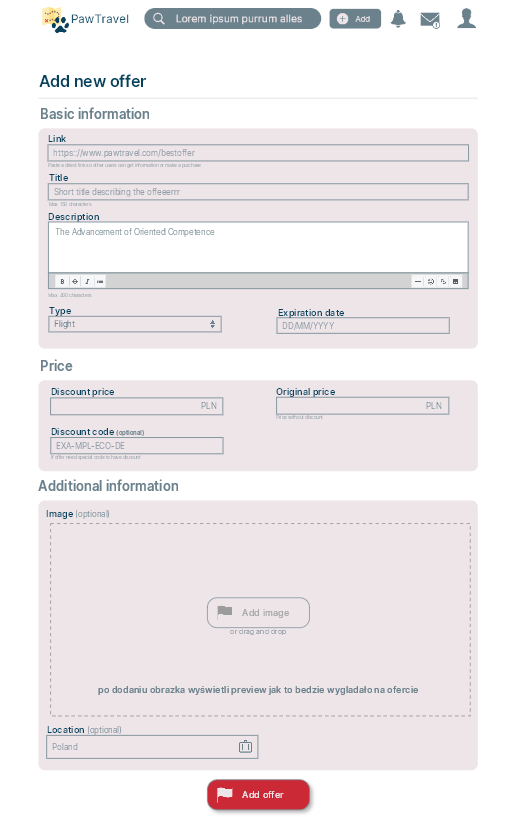 PawTravel
Lorem ipsum purrum alles
Add
Add new offer
Basic information
Link
https://www.pawtravel.com/bestoffer
Paste a direct link so other users can get information or make a purchase
Title
Short title describing the offeeerrr
Max. 150 characters
Description
The Advancement of Oriented Competence
B S I
Max. 300 characters
Type
Expiration date
Flight
DD/MM/YYYY
Price
Discount price
Original price
PLN
PLN
Price without discount
Discount code (optional)
EXA-MPL-ECO-DE
If offer need special code to have discount
Additional information
Image (optional)
Add image
or drag and drop
po dodaniu obrazka wyświetli preview jak to bedzie wygladało na ofercie
Location (optional)
Poland
Add offer